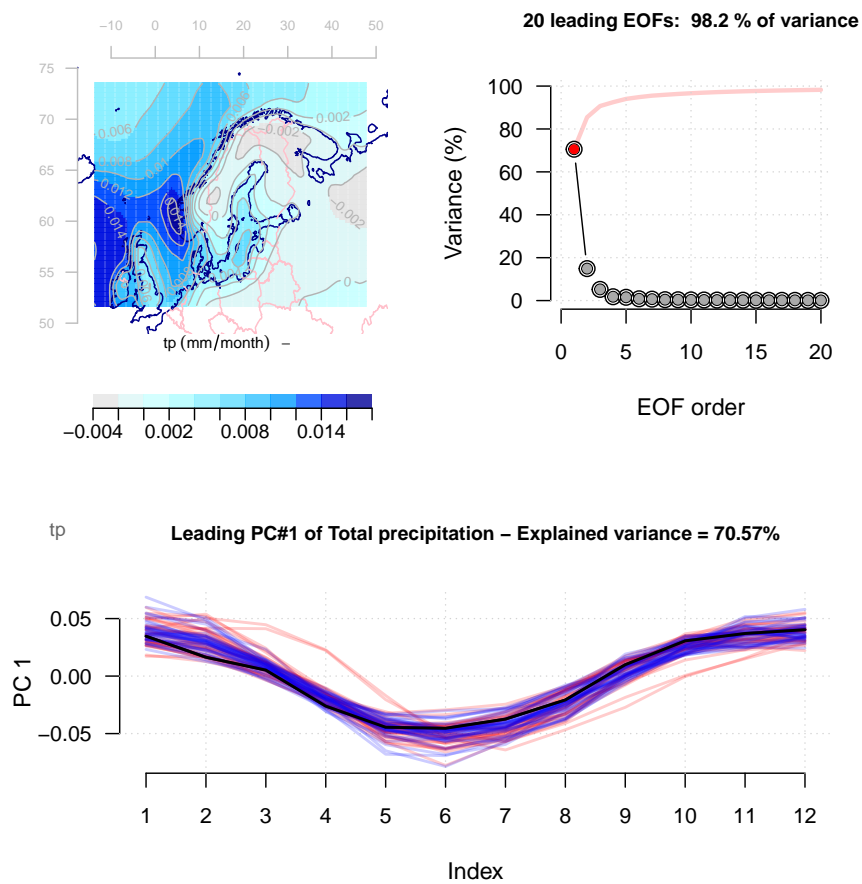 20 leading EOFs:  98.2 % of variance
−10 0 10 20 30 40 50
75
70
65
60
55
50
−0.006
0.006
0.002
−0.002
0.012
0.014
−0.002
0
tp (mm/month)  −
−0.004 0.002 0.008 0.014
100
80
60
40
20
0
Variance (%)
0 5 10 15 20
EOF order
tp
Leading PC#1 of Total precipitation − Explained variance = 70.57%
0.05
0.00
−0.05
PC 1
1 2 3 4 5 6 7 8 9 10 11 12
Index